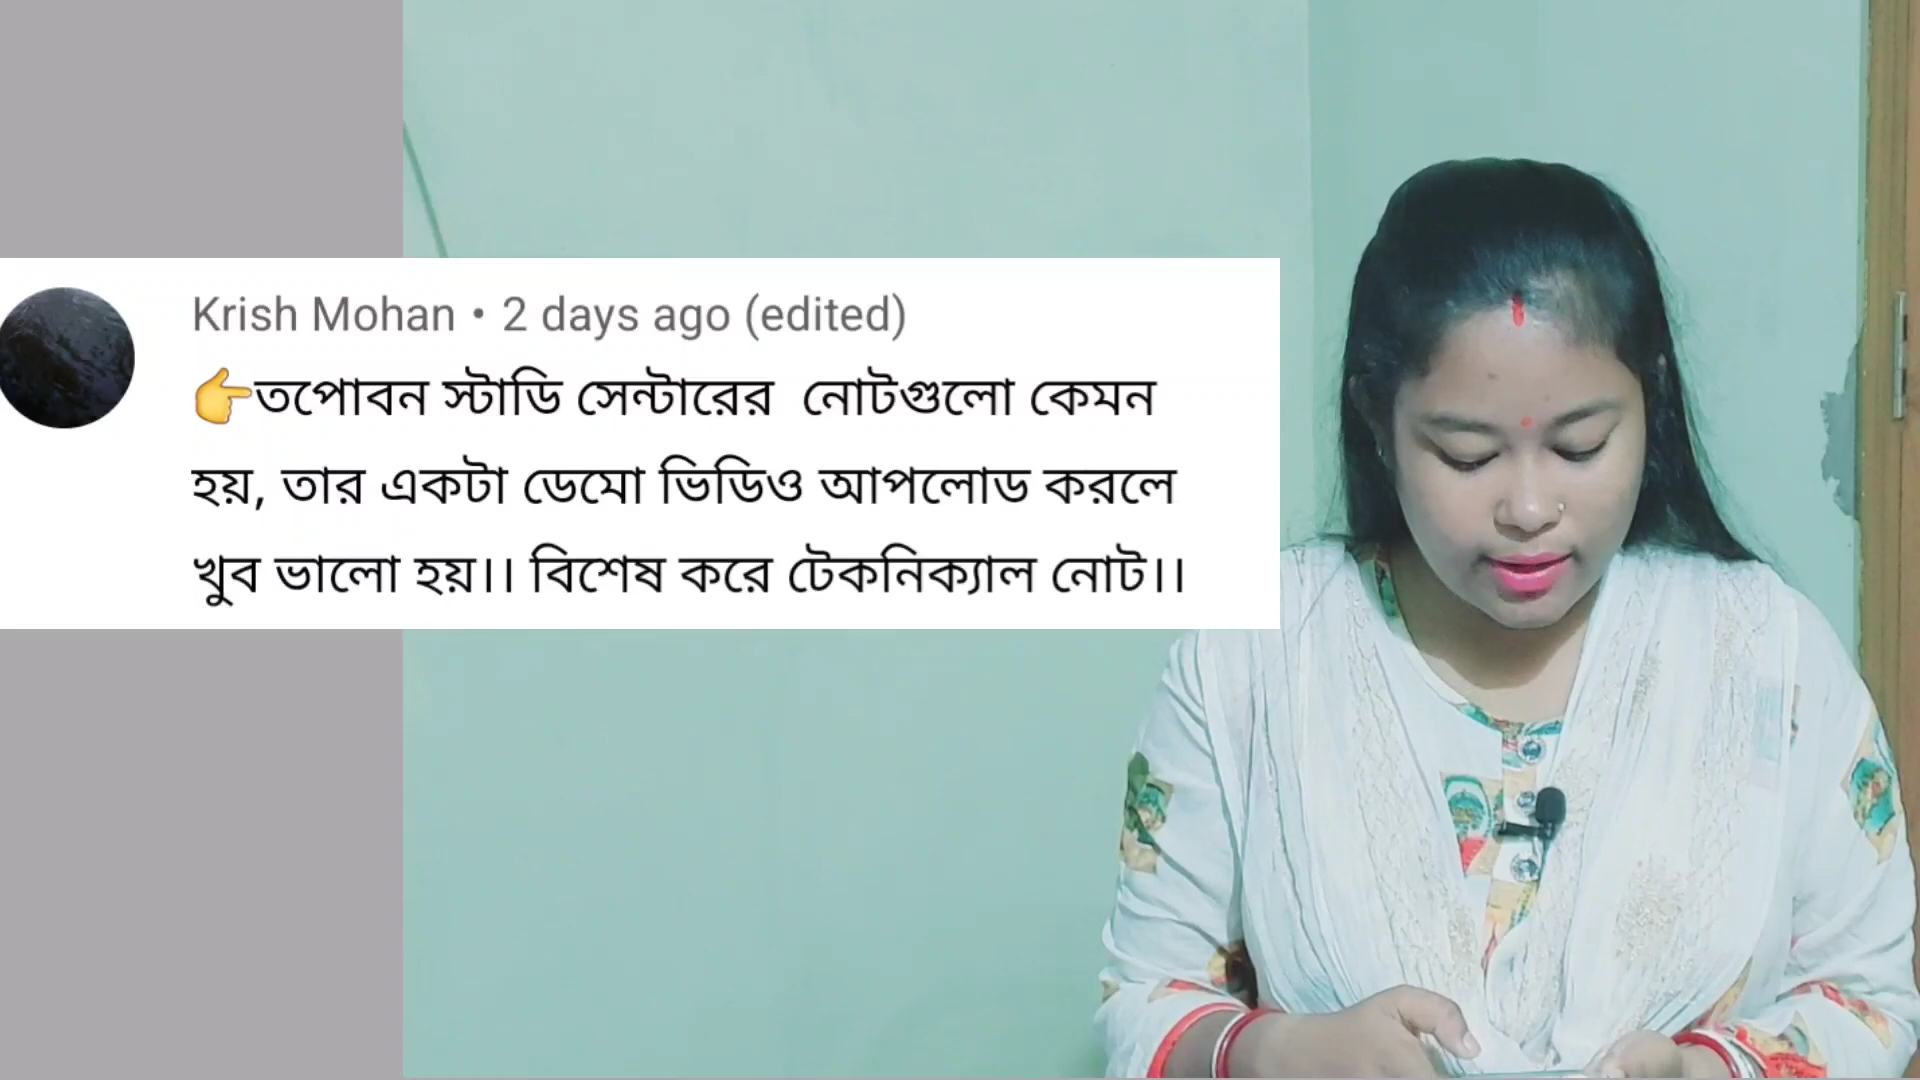 Krish Mohan • 2 days ago (edited)
👉তপোবন স্টাডি সেন্টারের নোটগুলো কেমন
হয়, তার একটা ডেমো ভিডিও আপলোড করলে
খুব ভালো হয়।। বিশেষ করে টেকনিক্যাল নোট।।